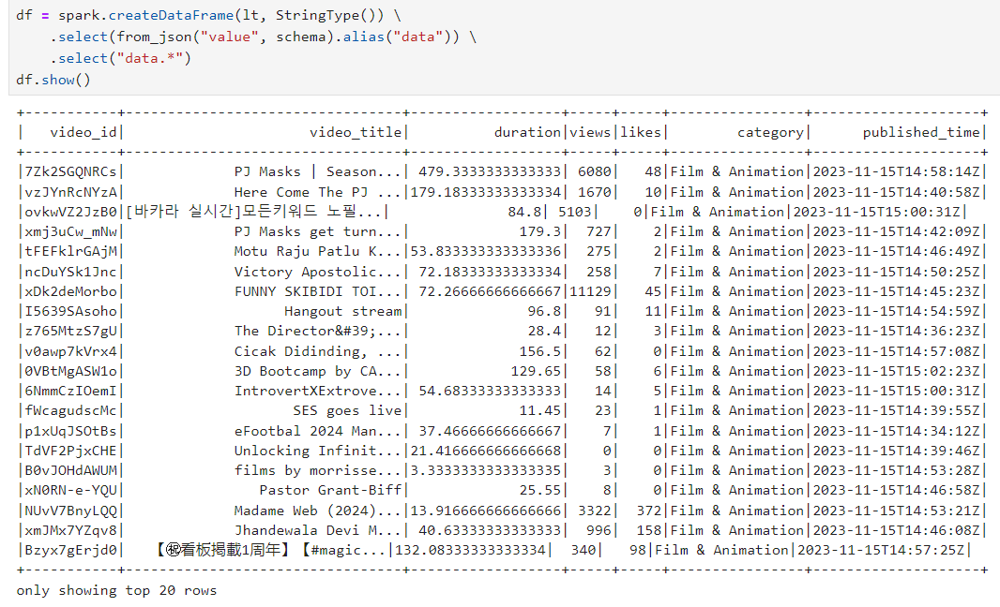 df = spark.createDataFrame(lt, StringType()) \
    .select(from_json("value", schema).alias("data")) \
    .select("data.*")
df.show()
+-----------+--------------------------------+------------------+-----+-----+----------------+--------------------+
|   video_id|                     video_title|          duration|views|likes|        category|      published_time|
+-----------+--------------------------------+------------------+-----+-----+----------------+--------------------+
|7Zk2SGQNRCs|            PJ Masks | Season...| 479.3333333333333| 6080|   48|Film & Animation|2023-11-15T14:58:14Z|
|vzJYnRcNYzA|            Here Come The PJ ...|179.18333333333334| 1670|   10|Film & Animation|2023-11-15T14:40:58Z|
|ovkwVZ2JzB0|[바카라 실시간]모든키워드 노필...|              84.8| 5103|    0|Film & Animation|2023-11-15T15:00:31Z|
|xmj3uCw_mNw|            PJ Masks get turn...|             179.3|  727|    2|Film & Animation|2023-11-15T14:42:09Z|
|tFEFklrGAjM|            Motu Raju Patlu K...|53.833333333333336|  275|    2|Film & Animation|2023-11-15T14:46:49Z|
|ncDuYSk1Jnc|            Victory Apostolic...| 72.18333333333334|  258|    7|Film & Animation|2023-11-15T14:50:25Z|
|xDk2deMorbo|            FUNNY SKIBIDI TOI...| 72.26666666666667|11129|   45|Film & Animation|2023-11-15T14:45:23Z|
|I5639SAsoho|                  Hangout stream|              96.8|   91|   11|Film & Animation|2023-11-15T14:54:59Z|
|z765MtzS7gU|            The Director&#39;...|              28.4|   12|    3|Film & Animation|2023-11-15T14:36:23Z|
|v0awp7kVrx4|            Cicak Didinding, ...|             156.5|   62|    0|Film & Animation|2023-11-15T14:57:08Z|
|0VBtMgASW1o|            3D Bootcamp by CA...|            129.65|   58|    6|Film & Animation|2023-11-15T15:02:23Z|
|6NmmCzIOemI|            IntrovertXExtrove...| 54.68333333333333|   14|    5|Film & Animation|2023-11-15T15:00:31Z|
|fWcagudscMc|                   SES goes live|             11.45|   23|    1|Film & Animation|2023-11-15T14:39:55Z|
|p1xUqJSOtBs|            eFootbal 2024 Man...| 37.46666666666667|    7|    1|Film & Animation|2023-11-15T14:34:12Z|
|TdVF2PjxCHE|            Unlocking Infinit...|21.416666666666668|    0|    0|Film & Animation|2023-11-15T14:39:46Z|
|B0vJOHdAWUM|            films by morrisse...|3.3333333333333335|    3|    0|Film & Animation|2023-11-15T14:53:28Z|
|xN0RN-e-YQU|               Pastor Grant-Biff|             25.55|    8|    0|Film & Animation|2023-11-15T14:46:58Z|
|NUvV7BnyLQQ|            Madame Web (2024)...|13.916666666666666| 3322|  372|Film & Animation|2023-11-15T14:53:21Z|
|xmJMx7YZqv8|            Jhandewala Devi M...| 40.63333333333333|  996|  158|Film & Animation|2023-11-15T14:46:08Z|
|Bzyx7gErjd0|   【㊗看板掲載1周年】【#magic...|132.08333333333334|  340|   98|Film & Animation|2023-11-15T14:57:25Z|
+-----------+--------------------------------+------------------+-----+-----+----------------+--------------------+
only showing top 20 rows